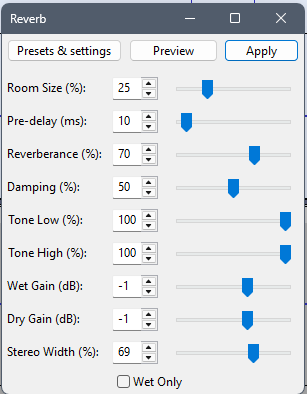 Reverb
Presets & settings Preview Apply
Room Size (%): 25
Pre-delay (ms): 10
Reverberance (%): 70
Damping (%): 50
Tone Low (%): 100
Tone High (%): 100
Wet Gain (dB): -1
Dry Gain (dB): -1
Stereo Width (%): 69
Wet Only